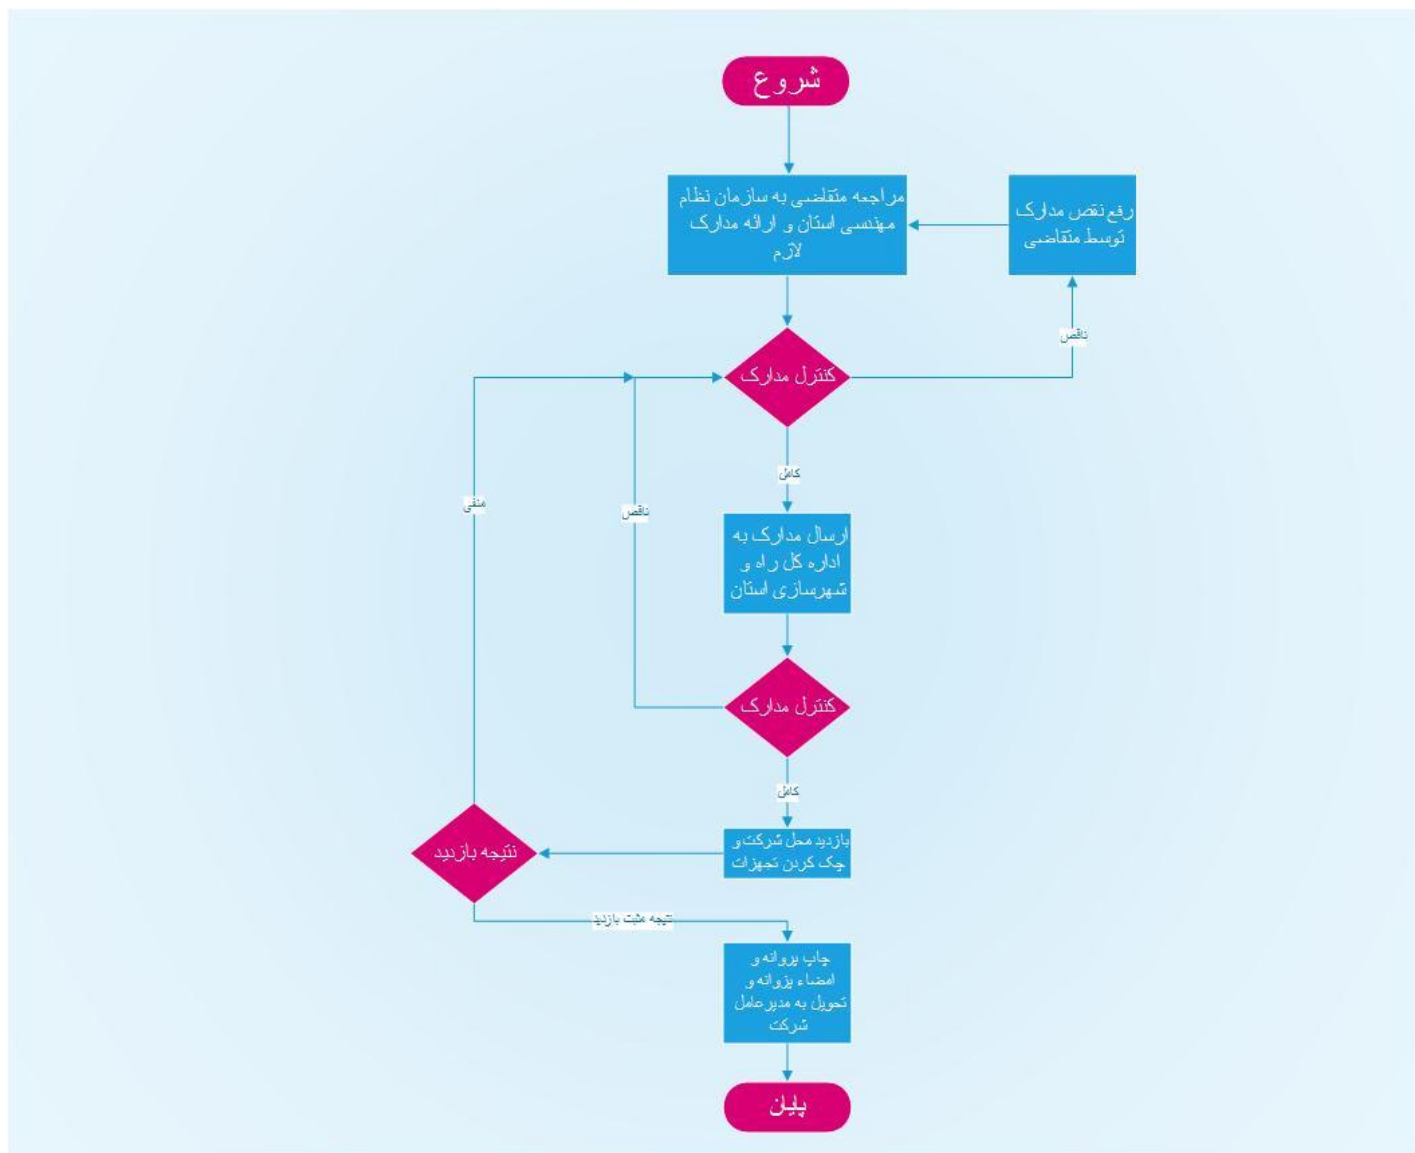 شروع
مراجعه متقاضی به سازمان نظام
مهندسی استان و ارائه مدارک
لازم
رفع نقص مدارک
توسط متقاضی
ناقص
کنترل مدارک
کامل
منفی
ناقص
ارسال مدارک به
اداره کل راه و
شهرسازی استان
کنترل مدارک
کامل
بازدید محل شرکت و
چک کردن تجهزات
نتیجه بازدید
نتیجه مثبت بازدید
چاپ پروانه و
امضاء پزوانه و
تحویل به مدیرعامل
شرکت
پایان